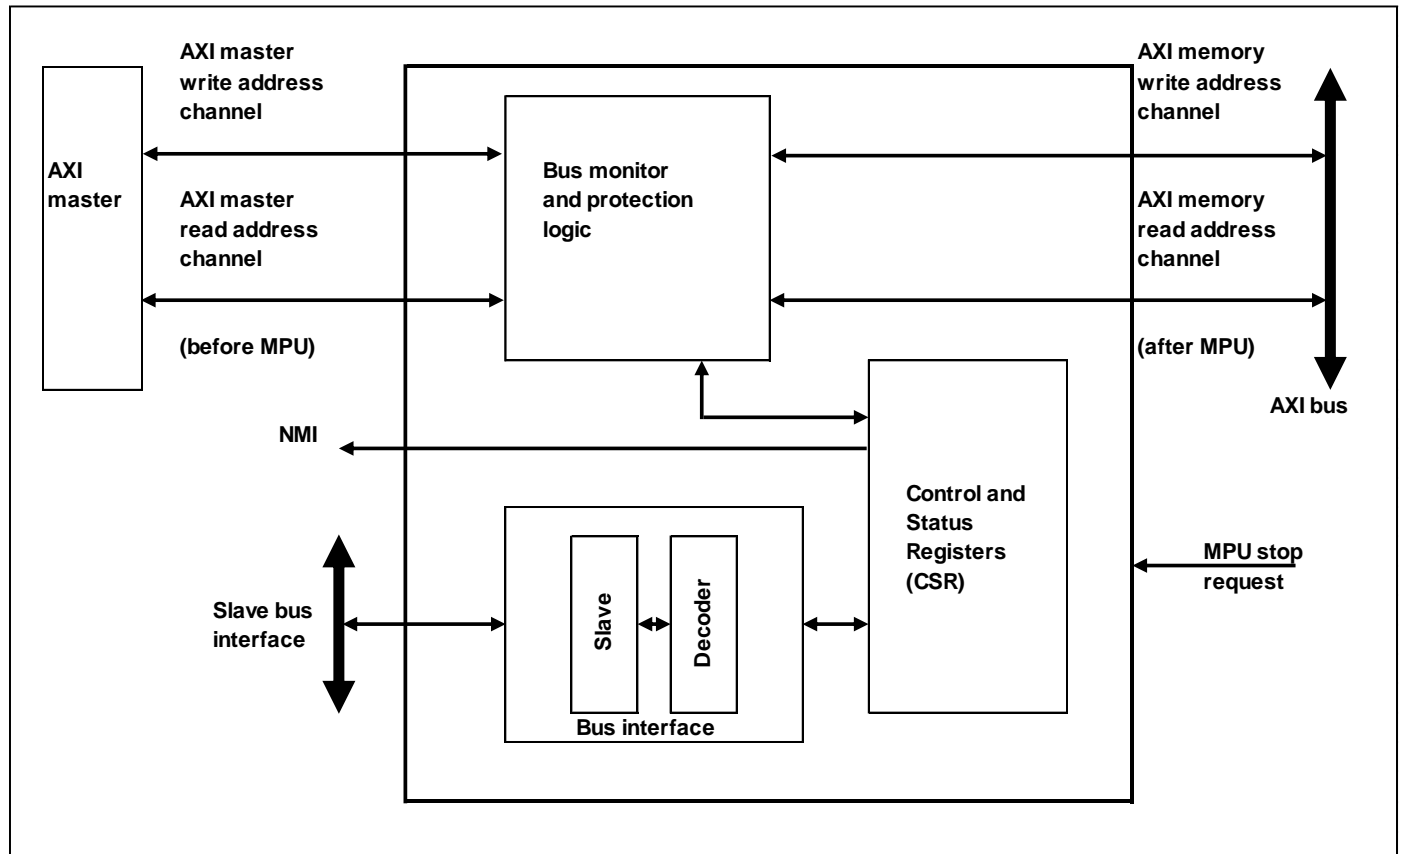 AXI master
write address
channel
AXI memory
write address
channel
AXI
master
Bus monitor
and protection
logic
AXI master
read address
channel
AXI memory
read address
channel
(before MPU)
(after MPU)
AXI bus
NMI
Control and
Status
Registers
(CSR)
MPU stop
request
Slave bus
interface
Slave
Decoder
Bus interface